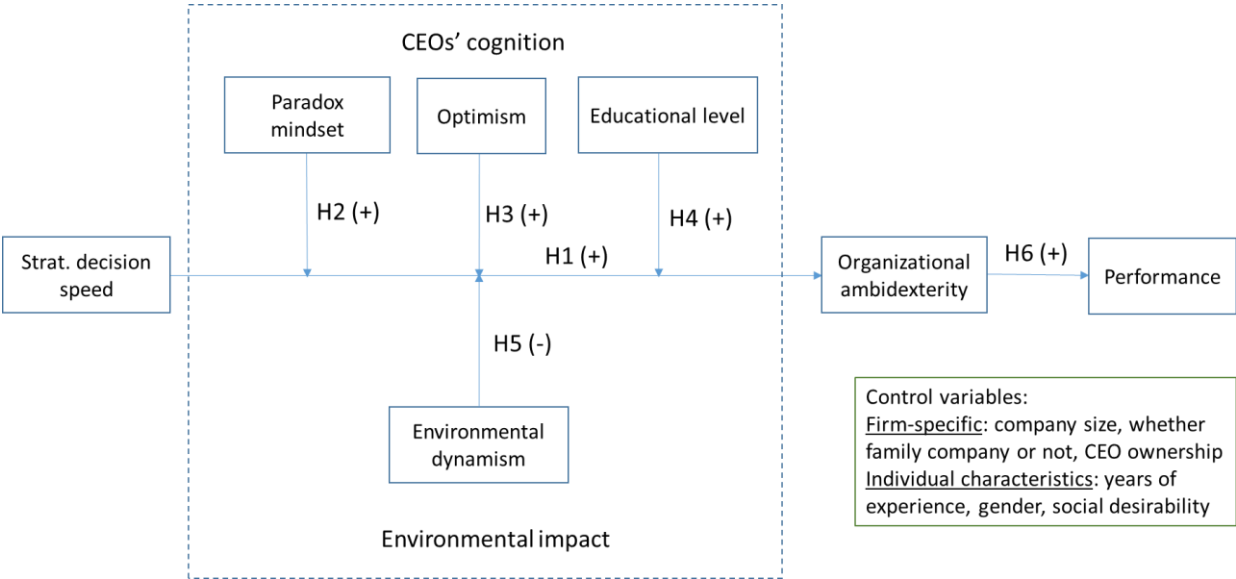 CEOs' cognition
Paradox
mindset
Optimism
Educational level
H2 (+)
H3 (+)
H4 (+)
Strat. decision
speed
H1 (+)
Organizational
ambidexterity
H6 (+)
Performance
H5 (-)
Environmental
dynamism
Environmental impact
Control variables:
Firm-specific: company size, whether
family company or not, CEO ownership
Individual characteristics: years of
experience, gender, social desirability